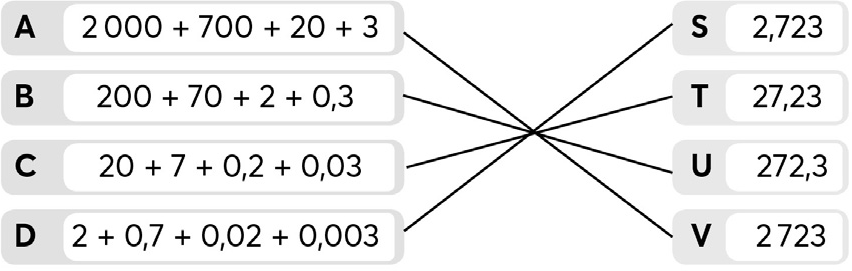 A 2 000 + 700 + 20 + 3 S 2,723
B 200 + 70 + 2 + 0,3 T 27,23
C 20 + 7 + 0,2 + 0,03 U 272,3
D 2 + 0,7 + 0,02 + 0,003 V 2 723